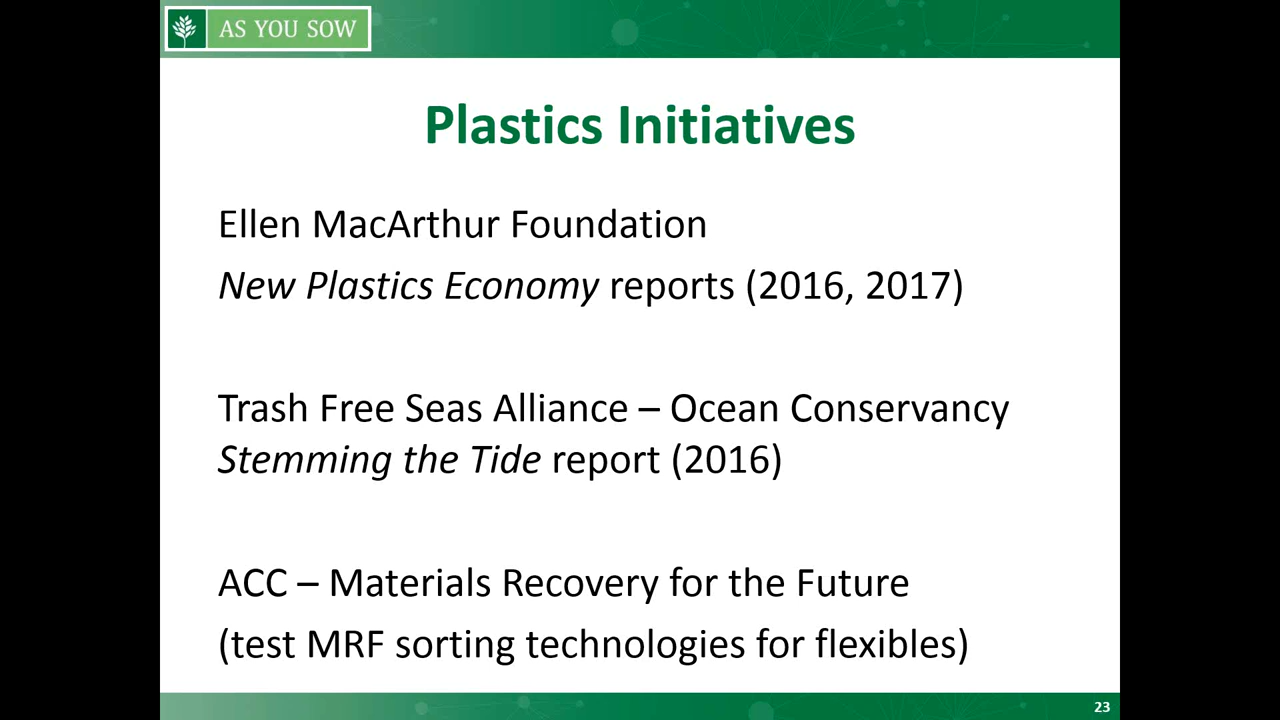 AS YOU SOW
Plastics Initiatives
Ellen MacArthur Foundation
New Plastics Economy reports (2016, 2017)
Trash Free Seas Alliance – Ocean Conservancy
Stemming the Tide report (2016)
ACC – Materials Recovery for the Future
(test MRF sorting technologies for flexibles)
23